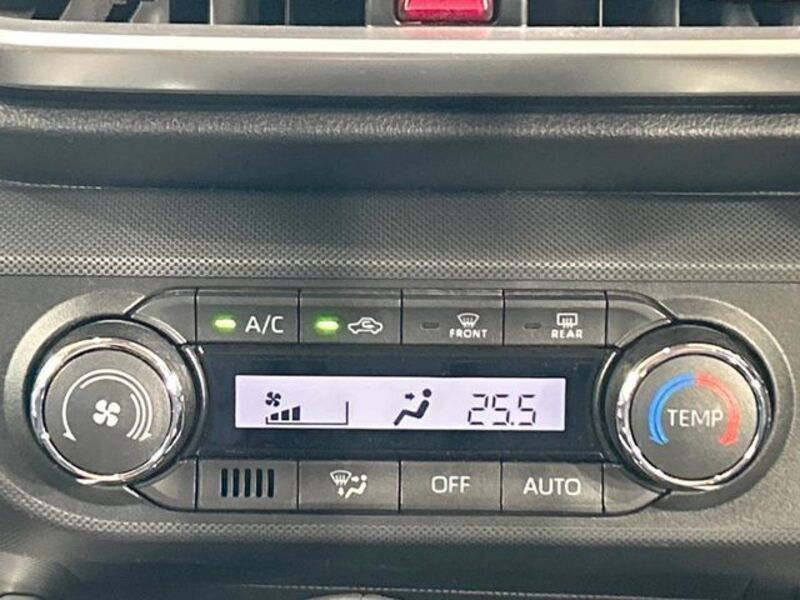 A/C
FRONT
REAR
25.5
TEMP
OFF
AUTO